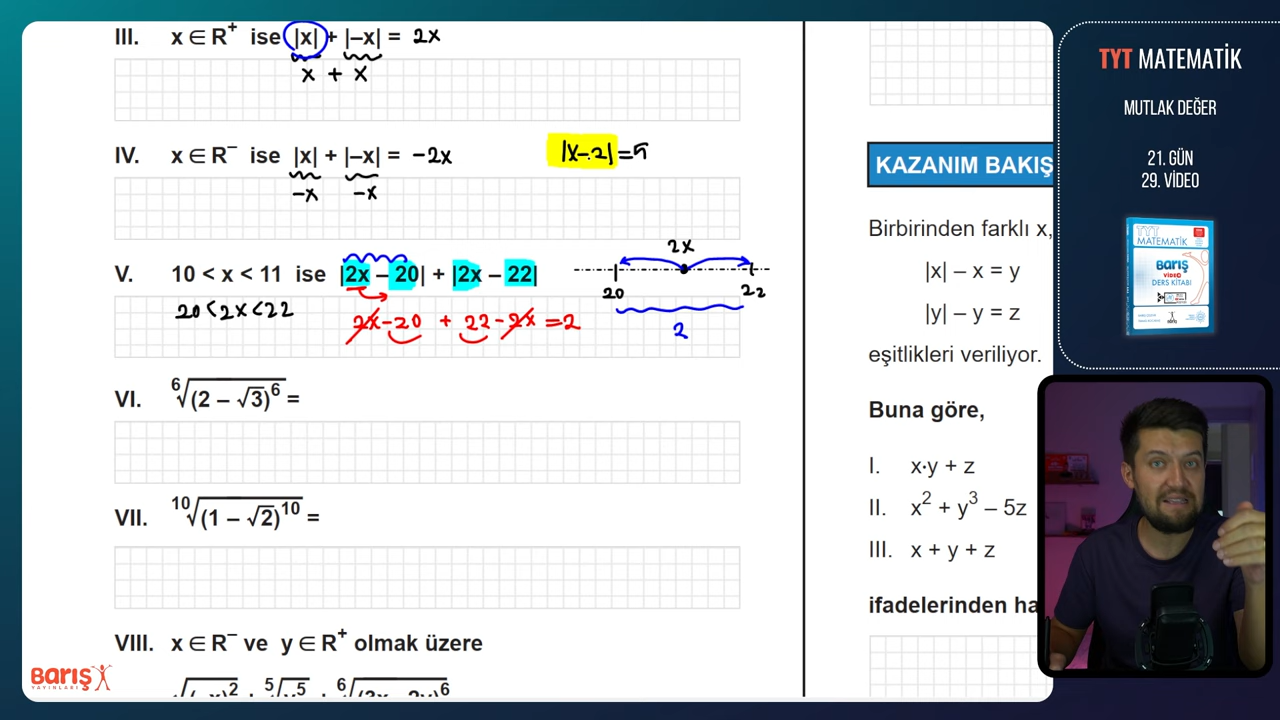 III. x ∈ R⁺ ise |x| + |–x| = 2x
x + x
IV. x ∈ R⁻ ise |x| + |–x| = -2x
-x -x
|x-2| = 5
V. 10 < x < 11 ise |2x – 20| + |2x – 22|
20 < 2x < 22
2x-20 + 22-2x = 2
2x
20 22
2
VI. ⁶√(2 – √3)⁶ =
VII. ¹⁰√(1 – √2)¹⁰ =
VIII. x ∈ R⁻ ve y ∈ R⁺ olmak üzere
BARIŞ
YAYINLARI
KAZANIM BAKIŞ
Birbirinden farklı x,
|x| – x = y
|y| – y = z
eşitlikleri veriliyor.
Buna göre,
I. x·y + z
II. x² + y³ – 5z
III. x + y + z
ifadelerinden ha
TYT MATEMATİK
MUTLAK DEĞER
21. GÜN
29. VİDEO
TYT
MATEMATİK
BARIŞ
VİDEO
DERS KİTABI